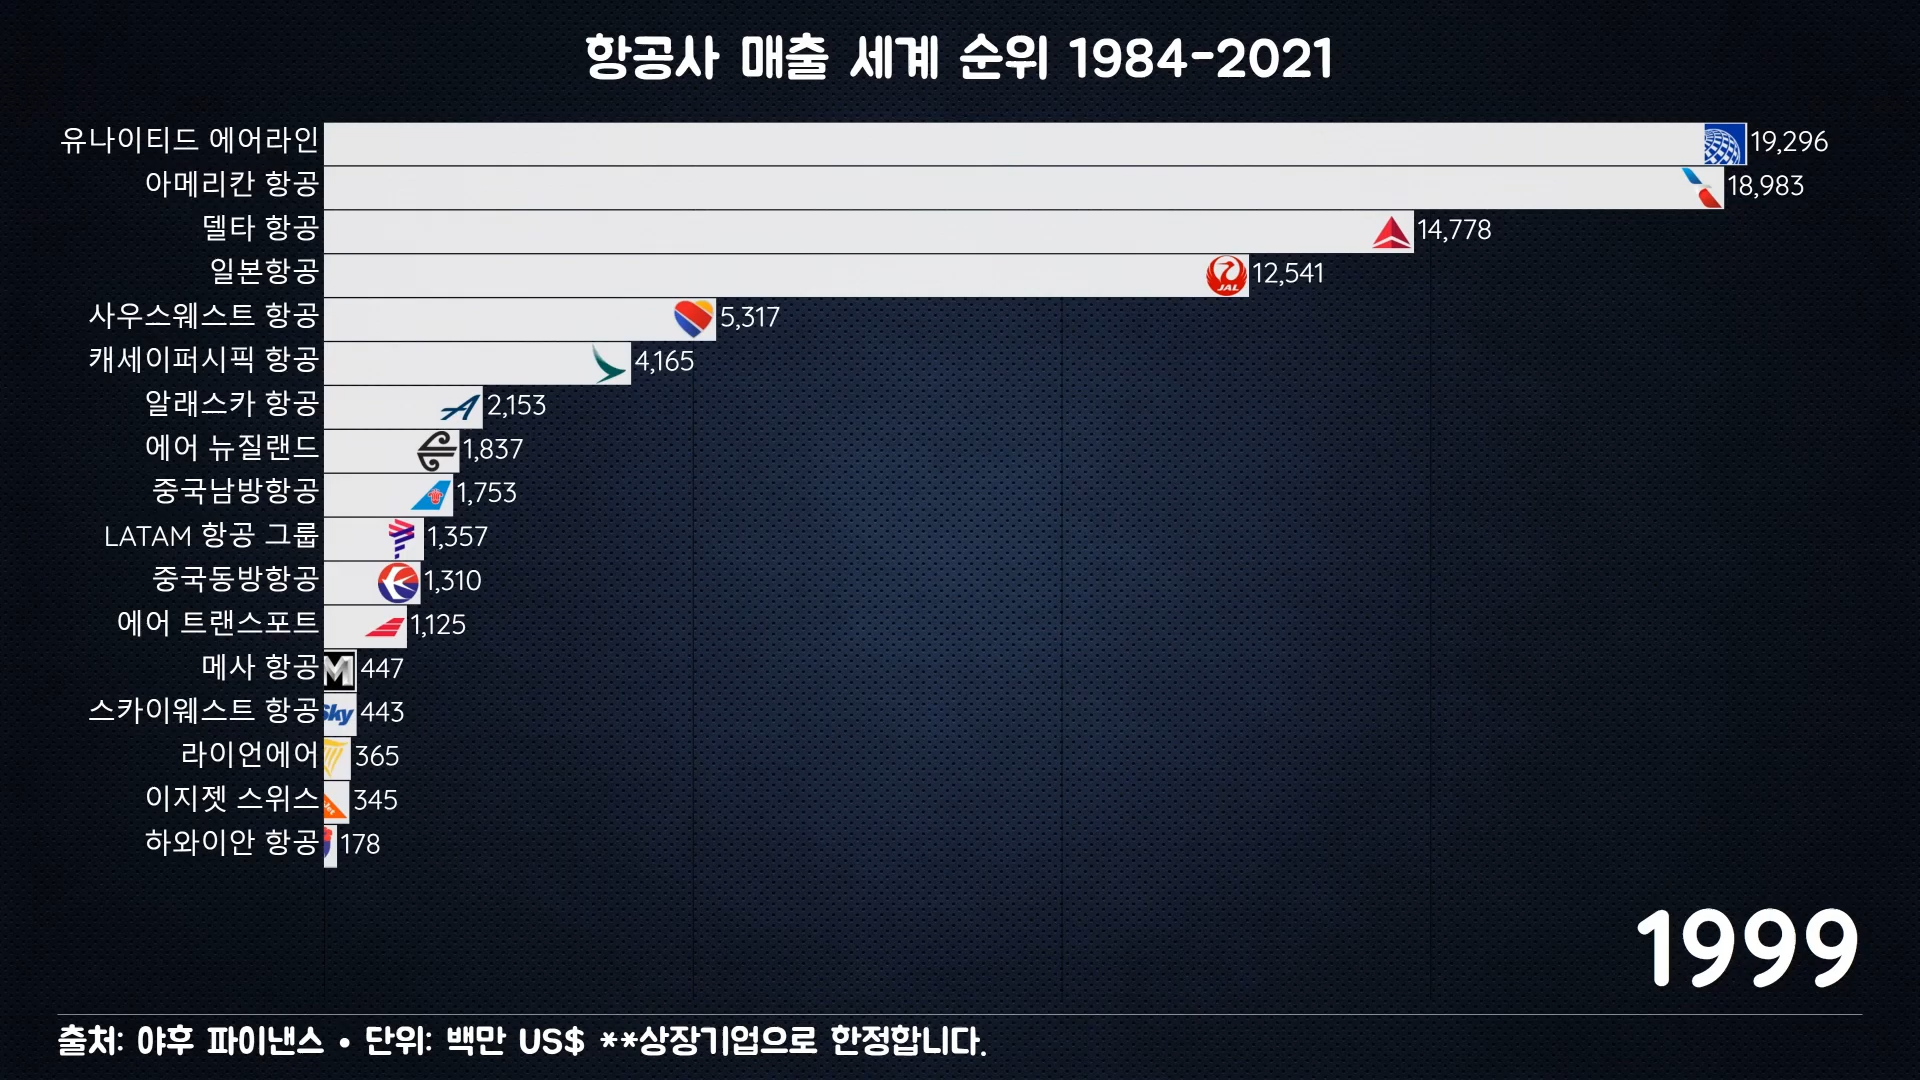 항공사 매출 세계 순위 1984-2021
유나이티드 에어라인 19,296
아메리칸 항공 18,983
델타 항공 14,778
일본항공 JAL 12,541
사우스웨스트 항공 5,317
캐세이퍼시픽 항공 4,165
알래스카 항공 2,153
에어 뉴질랜드 1,837
중국남방항공 1,753
LATAM 항공 그룹 1,357
중국동방항공 1,310
에어 트랜스포트 1,125
메사 항공 M 447
스카이웨스트 항공 Sky 443
라이언에어 365
이지젯 스위스 345
하와이안 항공 178
1999
출처: 야후 파이낸스 • 단위: 백만 US$ **상장기업으로 한정합니다.